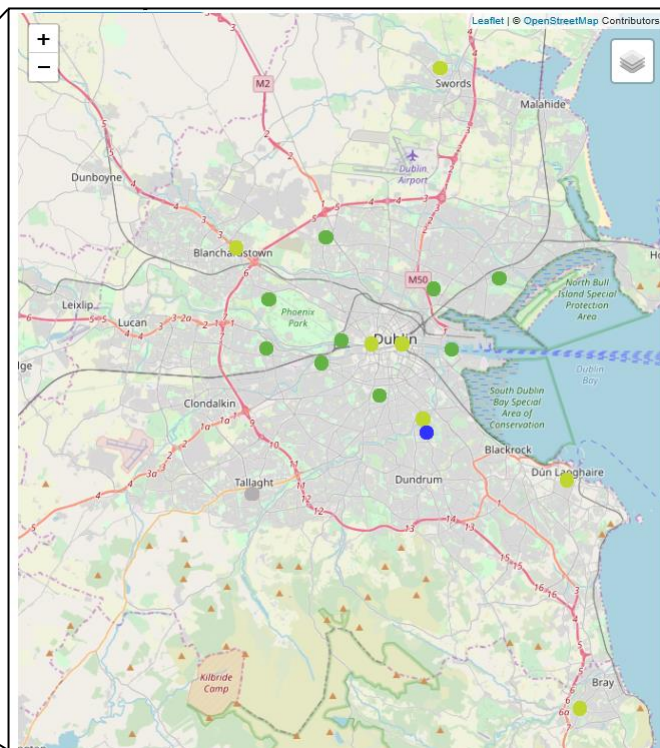 Leaflet | © OpenStreetMap Contributors
+
−
M2
Swords
Malahide
Dublin
Airport
Dunboyne
Blanchardstown
M50
North Bull
Island Special
Protection
Area
Leixlip
Lucan
Phoenix
Park
Dublin
Dublin
Bay
South Dublin
Bay Special
Area of
Conservation
Clondalkin
Blackrock
Dún Laoghaire
Tallaght
Dundrum
Kilbride
Camp
Bray